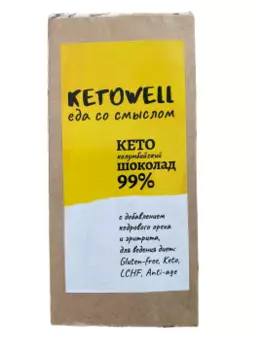 KETOWELL
еда со смыслом
КЕТО
колумбийский
шоколад
99%
с добавлением
кедрового ореха
и эритрита,
для ведения диет:
Gluten-free, Keto,
LCHF, Anti-age